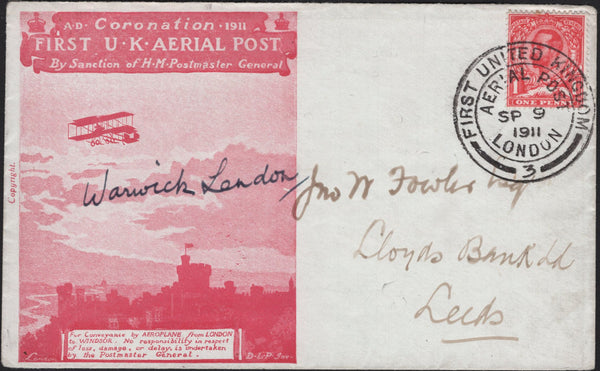 A·D· Coronation ·1911
FIRST U·K·AERIAL POST
By Sanction of H·M·Postmaster General
Copyright.
For Conveyance by AEROPLANE from LONDON
to WINDSOR. No responsibility in respect
of loss, damage, or delay, is undertaken
by the Postmaster General.
London
D·L·P Inv·
Warwick London
Jno W Fowler Esq
Lloyds Bank Ld
Leeds
ONE PENNY
FIRST UNITED KINGDOM
AERIAL POST
SP 9
1911
LONDON
3